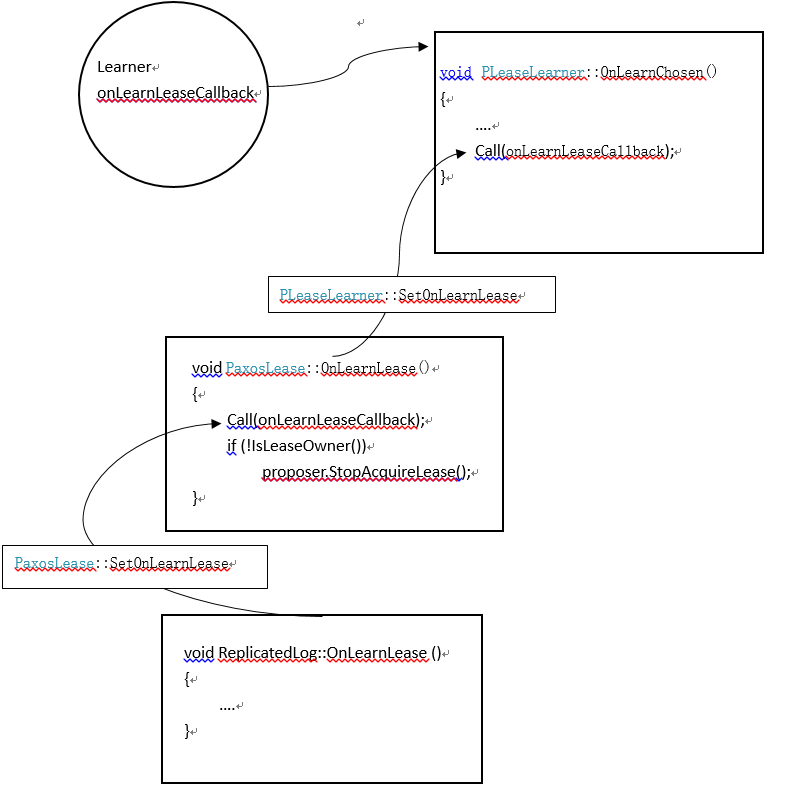 Learner
onLearnLeaseCallback
void PLeaseLearner::OnLearnChosen()
{
....
Call(onLearnLeaseCallback);
}
PLeaseLearner::SetOnLearnLease
void PaxosLease::OnLearnLease()
{
Call(onLearnLeaseCallback);
if (!IsLeaseOwner())
proposer.StopAcquireLease();
}
PaxosLease::SetOnLearnLease
void ReplicatedLog::OnLearnLease ()
{
....
}